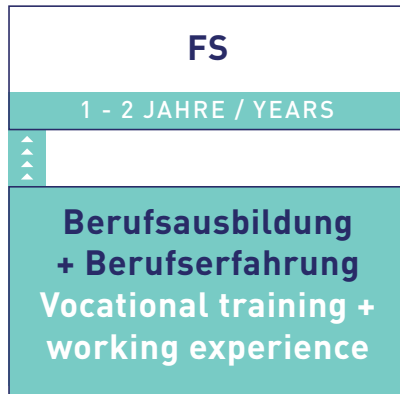 FS
1 - 2 JAHRE / YEARS
Berufsausbildung
+ Berufserfahrung
Vocational training +
working experience